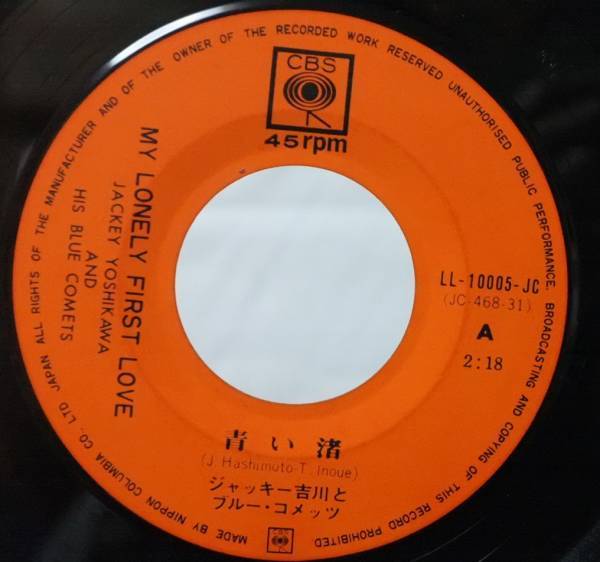 CBS
45 rpm
MY LONELY FIRST LOVE
JACKEY YOSHIKAWA
AND
HIS BLUE COMETS
LL-10005-JC
(JC-468-31)
A
2:18
青い渚
(J. Hashimoto-T. Inoue)
ジャッキー吉川と
ブルー・コメッツ
CBS
MADE BY NIPPON COLUMBIA CO., LTD. JAPAN ALL RIGHTS OF THE MANUFACTURER AND OF THE OWNER OF THE RECORDED WORK RESERVED UNAUTHORISED PUBLIC PERFORMANCE, BROADCASTING AND COPYING OF THIS RECORD PROHIBITED.